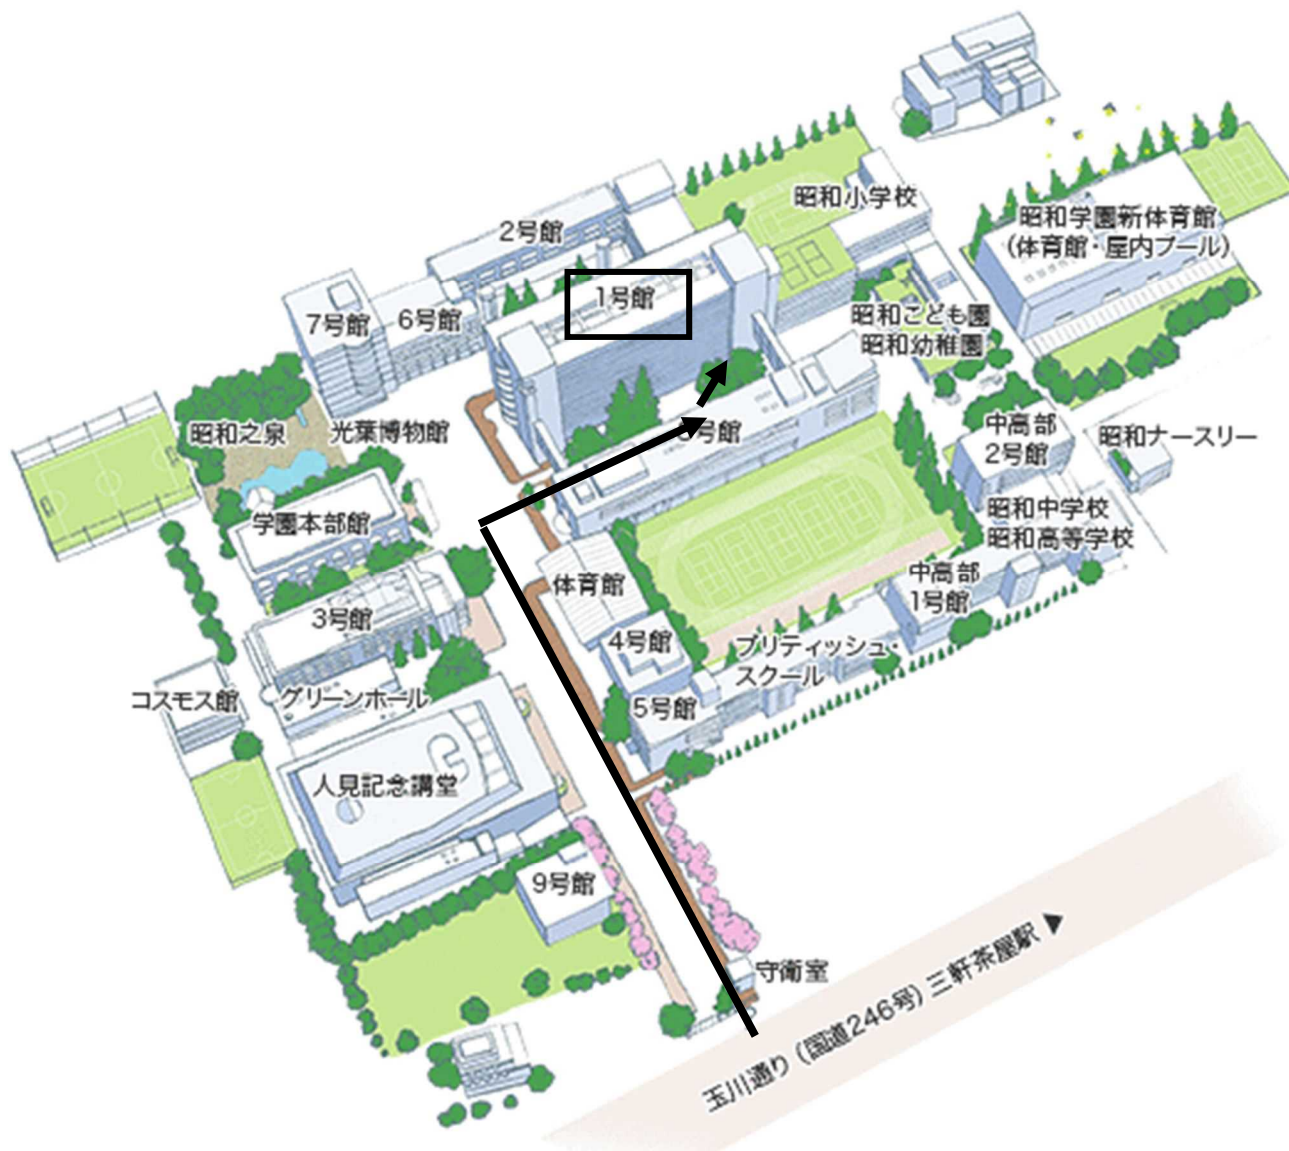 昭和小学校
昭和学園新体育館
(体育館・屋内プール)
2号館
1号館
7号館
6号館
昭和こども園
昭和幼稚園
昭和之泉
光葉博物館
号館
中高部
2号館
昭和ナースリー
学園本部館
昭和中学校
昭和高等学校
体育館
中高部
1号館
3号館
4号館
ブリティッシュ・
スクール
コスモス館
グリーンホール
5号館
人見記念講堂
9号館
守衛室
玉川通り (国道246号) 三軒茶屋駅 ▶